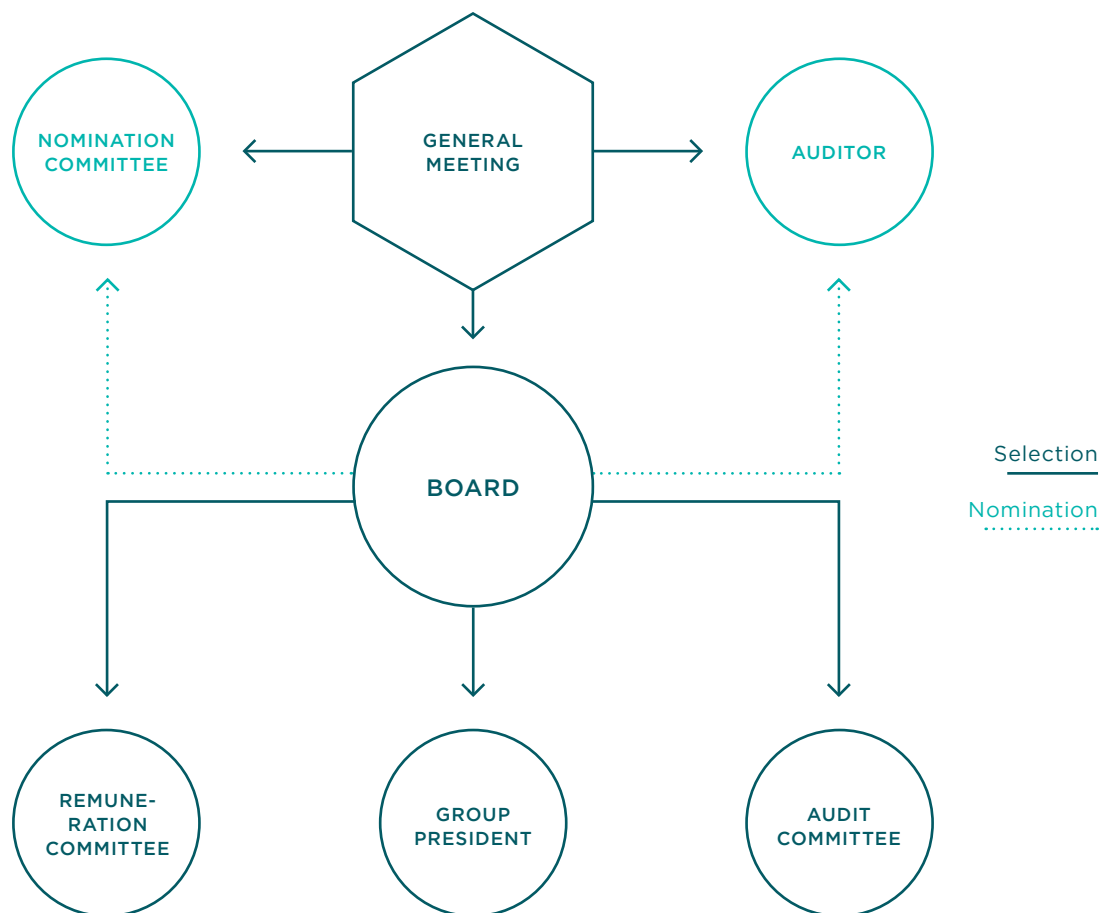 NOMINATION
COMMITTEE
GENERAL
MEETING
AUDITOR
BOARD
Selection
Nomination
REMUNE-
RATION
COMMITTEE
GROUP
PRESIDENT
AUDIT
COMMITTEE